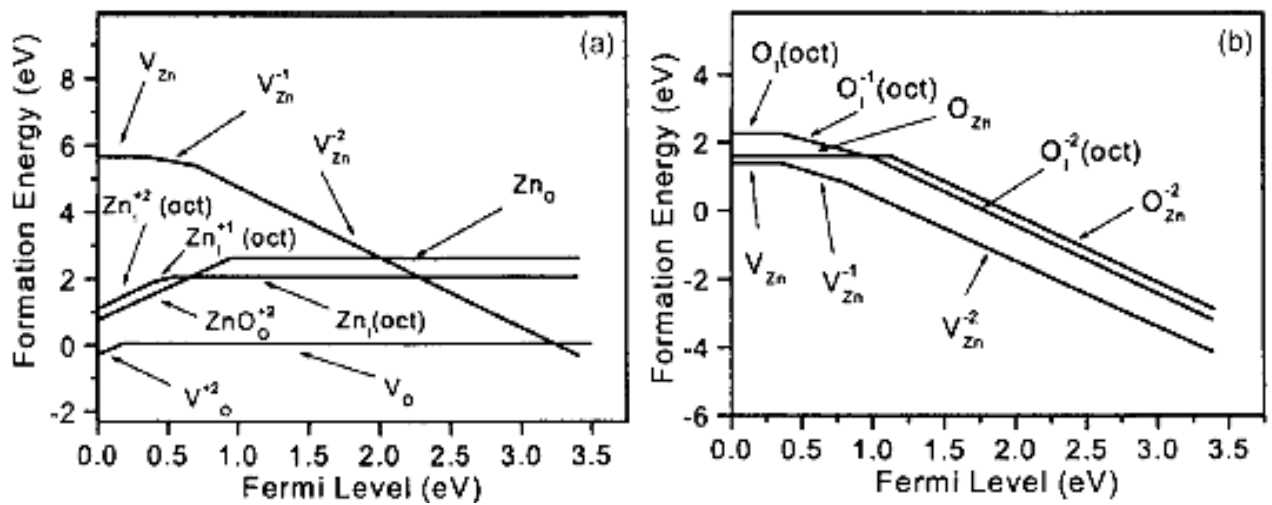 (a)
Formation Energy (eV)
8
6
4
2
0
-2
V_Zn
V_Zn^-1
V_Zn^-2
Zn_o
Zn_i^+2 (oct)
Zn_i^+1 (oct)
ZnO_O^+2
Zn_i(oct)
V_O^+2
V_O
0.0 0.5 1.0 1.5 2.0 2.5 3.0 3.5
Fermi Level (eV)
(b)
Formation Energy (eV)
4
2
0
-2
-4
-6
O_I(oct)
O_I^-1(oct)
O_Zn
O_I^-2(oct)
O_Zn^-2
V_Zn
V_Zn^-1
V_Zn^-2
0.0 0.5 1.0 1.5 2.0 2.5 3.0 3.5
Fermi Level (eV)